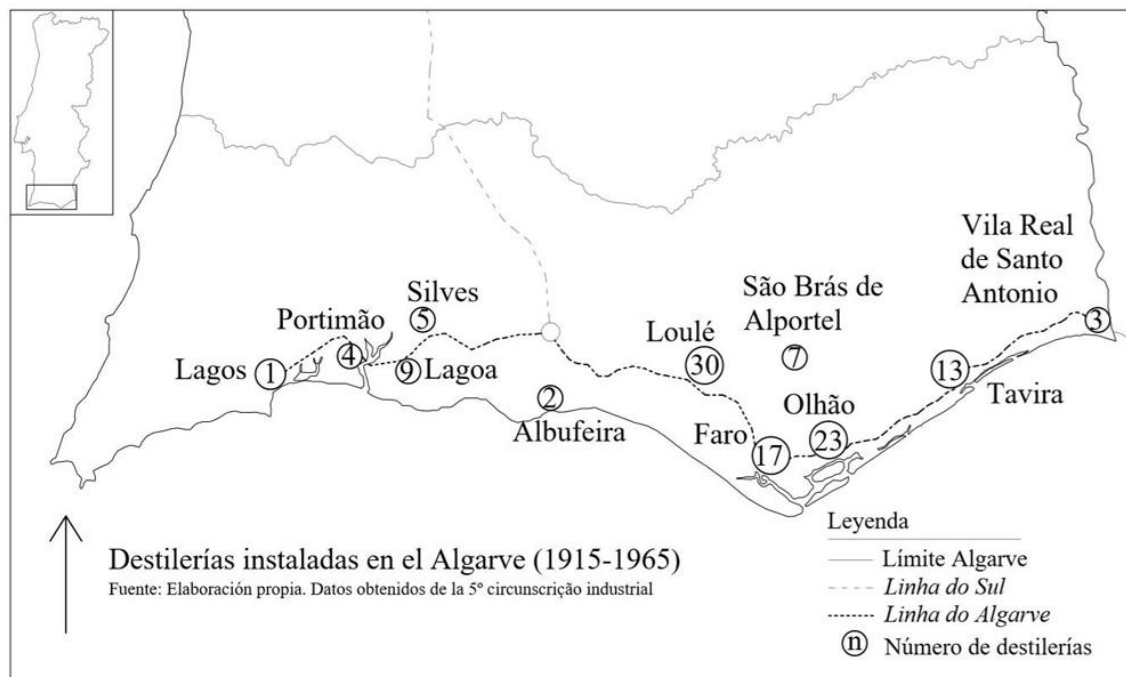 Vila Real
de Santo
Antonio
3
São Brás de
Alportel
7
Silves
5
Portimão
4
Loulé
30
Lagos
1
9
Lagoa
13
Tavira
2
Albufeira
Olhão
23
Faro
17
Leyenda
Límite Algarve
Linha do Sul
Linha do Algarve
n Número de destilerías
Destilerías instaladas en el Algarve (1915-1965)
Fuente: Elaboración propia. Datos obtenidos de la 5º circunscrição industrial